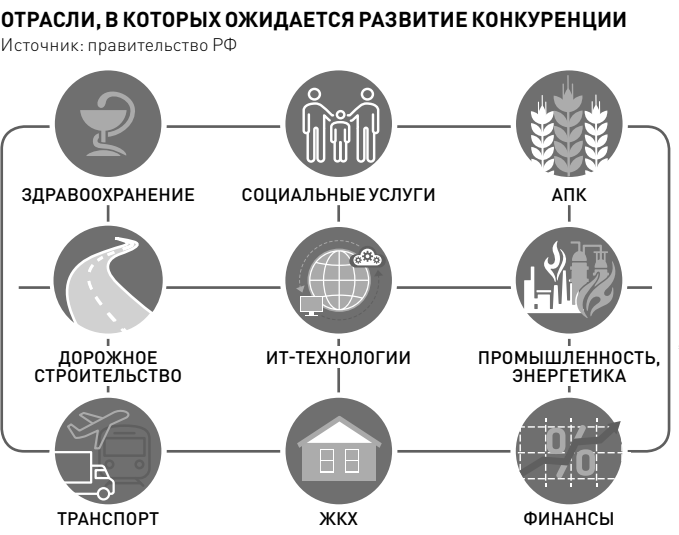 ОТРАСЛИ, В КОТОРЫХ ОЖИДАЕТСЯ РАЗВИТИЕ КОНКУРЕНЦИИ
Источник: правительство РФ
ЗДРАВООХРАНЕНИЕ
СОЦИАЛЬНЫЕ УСЛУГИ
АПК
ДОРОЖНОЕ
СТРОИТЕЛЬСТВО
ИТ-ТЕХНОЛОГИИ
ПРОМЫШЛЕННОСТЬ,
ЭНЕРГЕТИКА
%
ТРАНСПОРТ
ЖКХ
ФИНАНСЫ